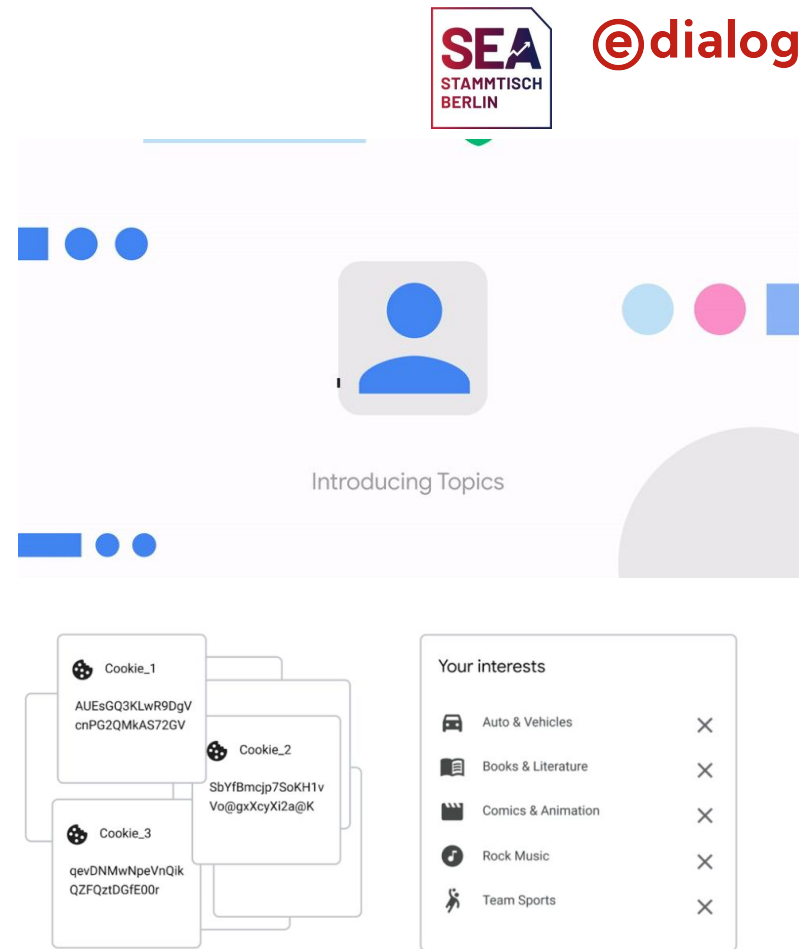 SEA
STAMMTISCH
BERLIN
e dialog
Introducing Topics
Cookie_1
AUEsGQ3KLwR9DgV
cnPG2QMkAS72GV
Cookie_2
SbYfBmcjp7SoKH1v
Vo@gxXcyXi2a@K
Cookie_3
qevDNMwNpeVnQik
QZFQztDGfE00r
Your interests
Auto & Vehicles
Books & Literature
Comics & Animation
Rock Music
Team Sports